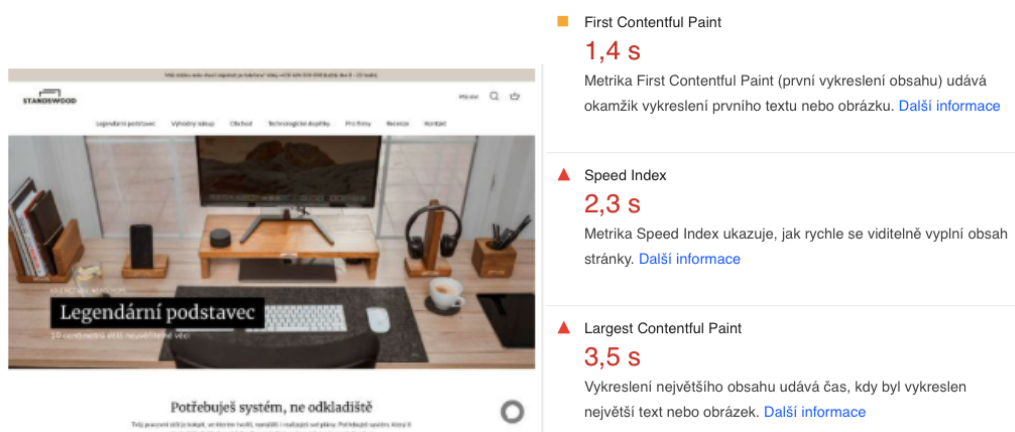 STANDSWOOD
Legendární podstavec Výhodný nákup Obchod Technologické doplňky Pro firmy Recenze Kontakt
Legendární podstavec
Potřebuješ systém, ne odkladiště
First Contentful Paint
1,4 s
Metrika First Contentful Paint (první vykreslení obsahu) udává
okamžik vykreslení prvního textu nebo obrázku. Další informace
Speed Index
2,3 s
Metrika Speed Index ukazuje, jak rychle se viditelně vyplní obsah
stránky. Další informace
Largest Contentful Paint
3,5 s
Vykreslení největšího obsahu udává čas, kdy byl vykreslen
největší text nebo obrázek. Další informace